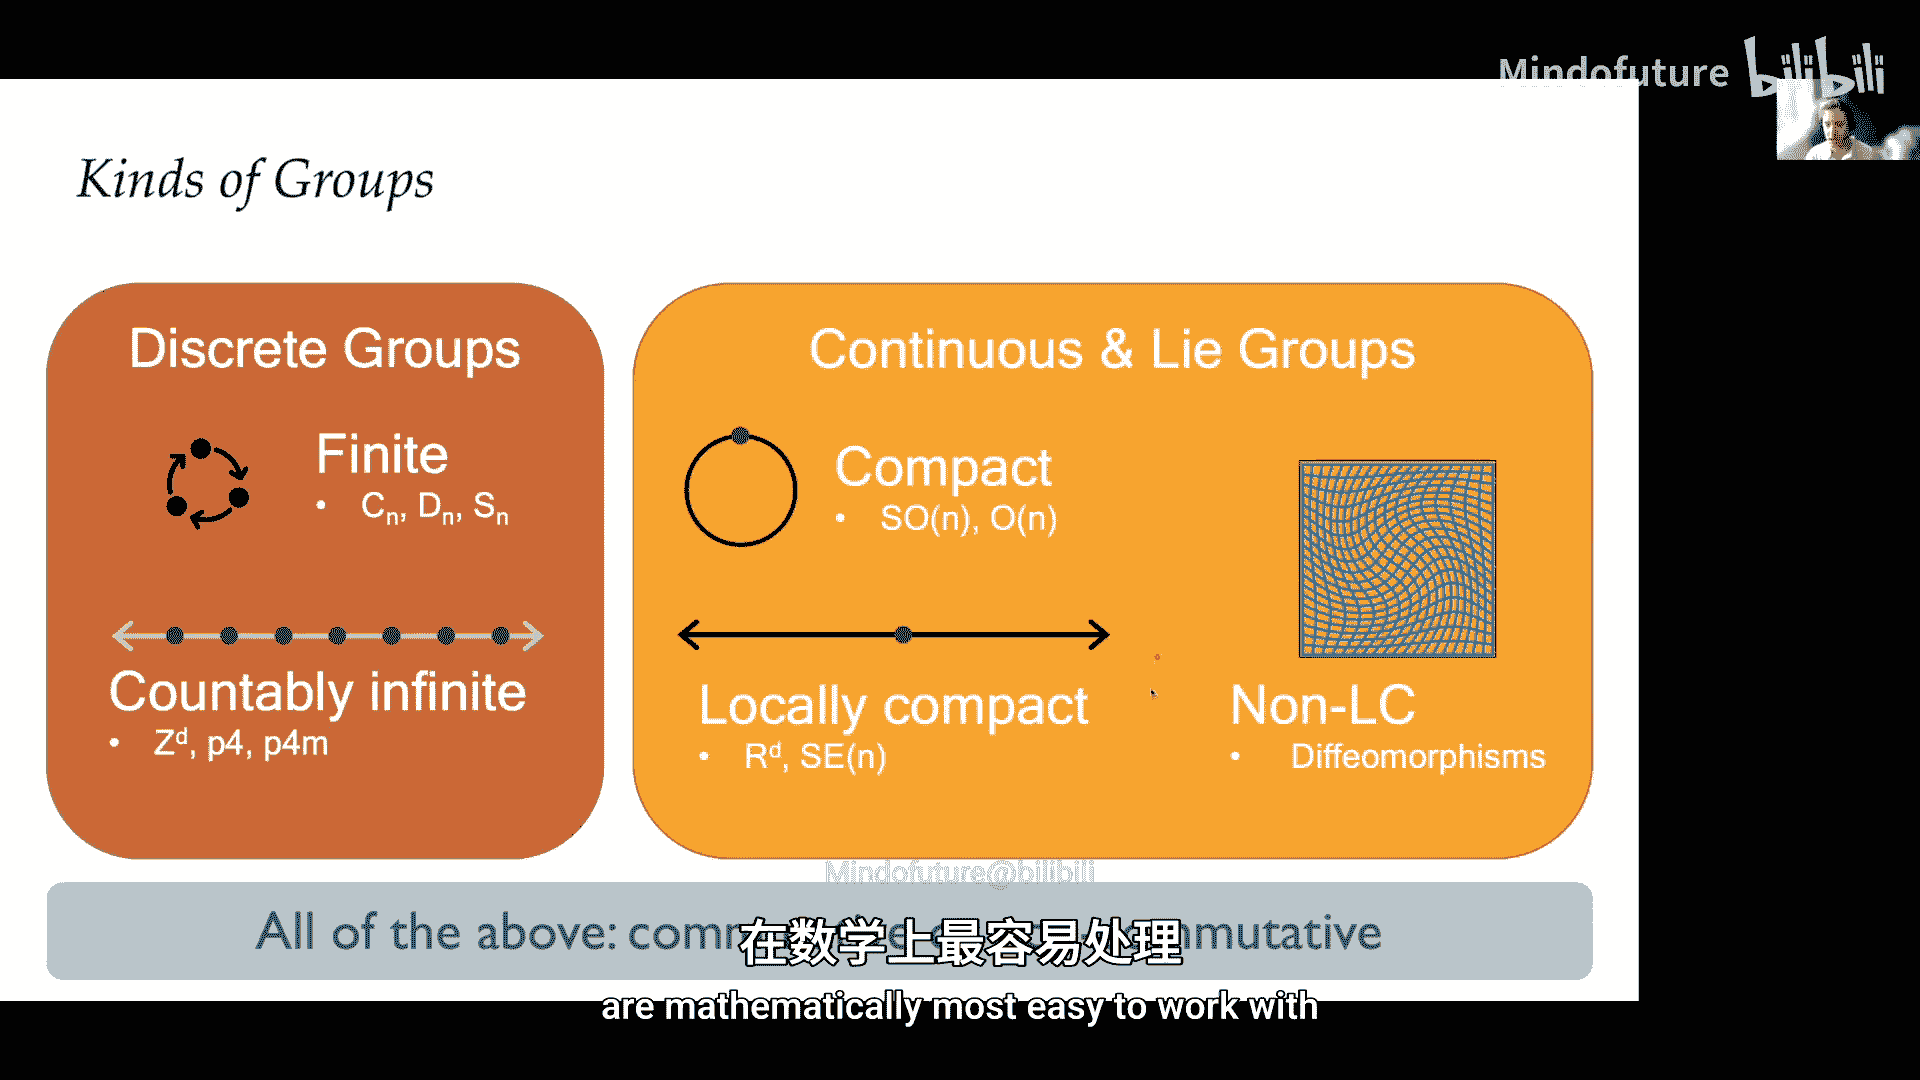 Mindofuture bilibili
Kinds of Groups
Discrete Groups
Finite
• Cn, Dn, Sn
Countably infinite
• Zd, p4, p4m
Continuous & Lie Groups
Compact
• SO(n), O(n)
Locally compact
• Rd, SE(n)
Non-LC
• Diffeomorphisms
Mindofuture@bilibili
All of the above:
在数学上最容易处理
are mathematically most easy to work with